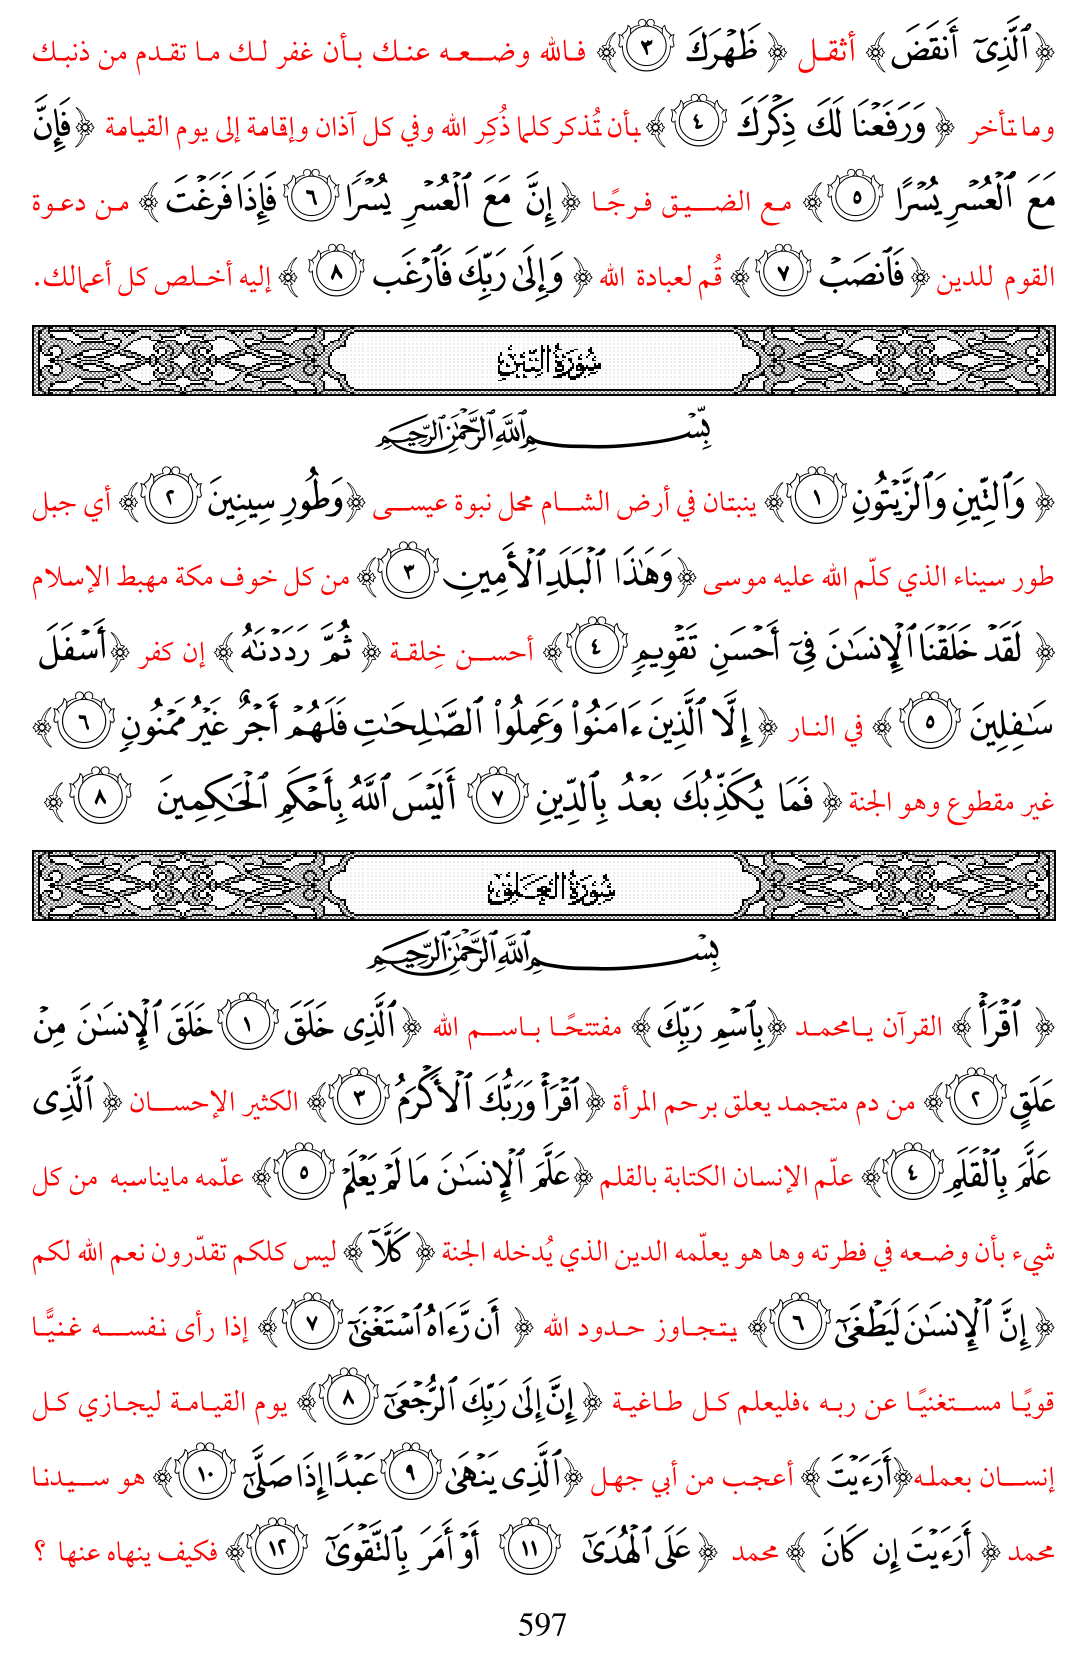 ﴿ ٱلَّذِىٓ أَنقَضَ ﴾ أثقل ﴿ ظَهْرَكَ ٣ ﴾ فالله وضعه عنك بأن غفر لك ما تقدم من ذنبك
وما تأخر ﴿ وَرَفَعْنَا لَكَ ذِكْرَكَ ٤ ﴾ بأن تُذكر كلما ذُكِر الله وفي كل آذان وإقامة إلى يوم القيامة ﴿ فَإِنَّ
مَعَ ٱلْعُسْرِ يُسْرًا ٥ ﴾ مع الضيق فرجًا ﴿ إِنَّ مَعَ ٱلْعُسْرِ يُسْرًا ٦ فَإِذَا فَرَغْتَ ﴾ من دعوة
القوم للدين ﴿ فَٱنصَبْ ٧ ﴾ قُم لعبادة الله ﴿ وَإِلَىٰ رَبِّكَ فَٱرْغَب ٨ ﴾ إليه أخلص كل أعمالك.
سُورَةُ التِّينِ
بِسْمِ ٱللَّهِ ٱلرَّحْمَٰنِ ٱلرَّحِيمِ
﴿ وَٱلتِّينِ وَٱلزَّيْتُونِ ١ ﴾ ينبتان في أرض الشام محل نبوة عيسى ﴿ وَطُورِ سِينِينَ ٢ ﴾ أي جبل
طور سيناء الذي كلّم الله عليه موسى ﴿ وَهَٰذَا ٱلْبَلَدِ ٱلْأَمِينِ ٣ ﴾ من كل خوف مكة مهبط الإسلام
﴿ لَقَدْ خَلَقْنَا ٱلْإِنسَٰنَ فِىٓ أَحْسَنِ تَقْوِيمٍ ٤ ﴾ أحسن خِلقة ﴿ ثُمَّ رَدَدْنَٰهُ ﴾ إن كفر ﴿ أَسْفَلَ
سَٰفِلِينَ ٥ ﴾ في النار ﴿ إِلَّا ٱلَّذِينَ ءَامَنُوا۟ وَعَمِلُوا۟ ٱلصَّٰلِحَٰتِ فَلَهُمْ أَجْرٌ غَيْرُ مَمْنُونٍ ٦ ﴾
غير مقطوع وهو الجنة ﴿ فَمَا يُكَذِّبُكَ بَعْدُ بِٱلدِّينِ ٧ أَلَيْسَ ٱللَّهُ بِأَحْكَمِ ٱلْحَٰكِمِينَ ٨ ﴾
سُورَةُ العَلَقِ
بِسْمِ ٱللَّهِ ٱلرَّحْمَٰنِ ٱلرَّحِيمِ
﴿ ٱقْرَأْ ﴾ القرآن يامحمد ﴿ بِٱسْمِ رَبِّكَ ﴾ مفتتحًا باسم الله ﴿ ٱلَّذِى خَلَقَ ١ خَلَقَ ٱلْإِنسَٰنَ مِنْ
عَلَقٍ ٢ ﴾ من دم متجمد يعلق برحم المرأة ﴿ ٱقْرَأْ وَرَبُّكَ ٱلْأَكْرَمُ ٣ ﴾ الكثير الإحسان ﴿ ٱلَّذِى
عَلَّمَ بِٱلْقَلَمِ ٤ ﴾ علّم الإنسان الكتابة بالقلم ﴿ عَلَّمَ ٱلْإِنسَٰنَ مَا لَمْ يَعْلَمْ ٥ ﴾ علّمه مايناسبه من كل
شيء بأن وضعه في فطرته وها هو يعلّمه الدين الذي يُدخله الجنة ﴿ كَلَّآ ﴾ ليس كلكم تقدّرون نعم الله لكم
﴿ إِنَّ ٱلْإِنسَٰنَ لَيَطْغَىٰٓ ٦ ﴾ يتجاوز حدود الله ﴿ أَن رَّءَاهُ ٱسْتَغْنَىٰٓ ٧ ﴾ إذا رأى نفسه غنيًّا
قويًا مستغنيًا عن ربه ،فليعلم كل طاغية ﴿ إِنَّ إِلَىٰ رَبِّكَ ٱلرُّجْعَىٰٓ ٨ ﴾ يوم القيامة ليجازي كل
إنسان بعمله ﴿ أَرَءَيْتَ ﴾ أعجب من أبي جهل ﴿ ٱلَّذِى يَنْهَىٰ ٩ عَبْدًا إِذَا صَلَّىٰٓ ١٠ ﴾ هو سيدنا
محمد ﴿ أَرَءَيْتَ إِن كَانَ ﴾ محمد ﴿ عَلَى ٱلْهُدَىٰٓ ١١ أَوْ أَمَرَ بِٱلتَّقْوَىٰٓ ١٢ ﴾ فكيف ينهاه عنها ؟
597